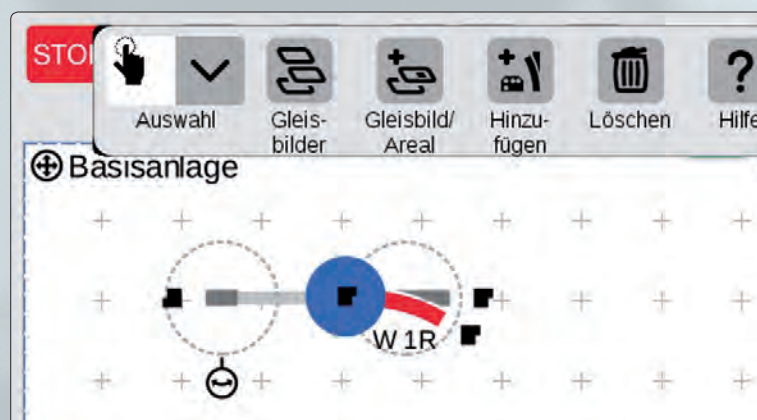 STO
Auswahl
Gleis-
bilder
Gleisbild/
Areal
Hinzu-
fügen
Löschen
?
Hilfe
Basisanlage
W 1R